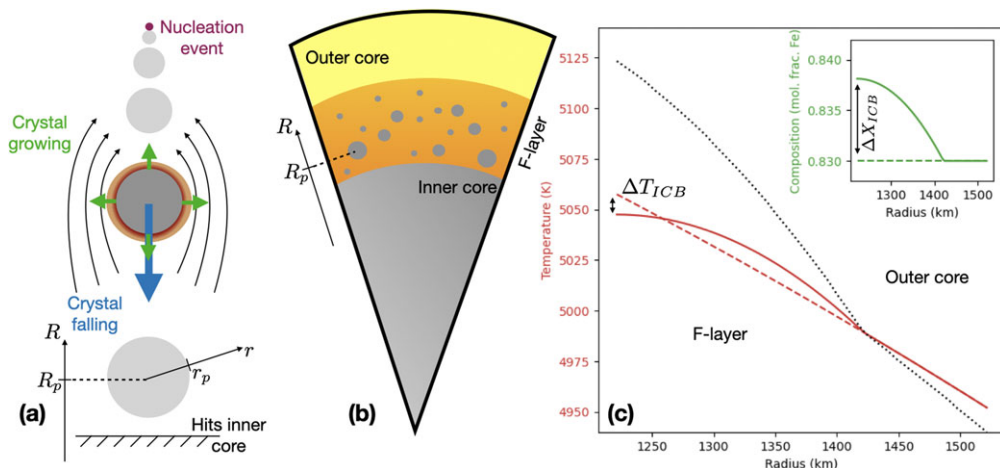 Nucleation
event
Crystal
growing
Crystal
falling
R
R_p
r
r_p
(a)
Hits inner
core
Outer core
F-layer
R
R_p
Inner core
(b)
Temperature (K)
5125
5100
5075
5050
5025
5000
4975
4950
ΔT_ICB
F-layer
Outer core
(c)
1250
1300
1350
1400
1450
1500
Radius (km)
Composition (mol. frac. Fe)
0.840
0.835
0.830
ΔX_ICB
1300
1400
1500
Radius (km)